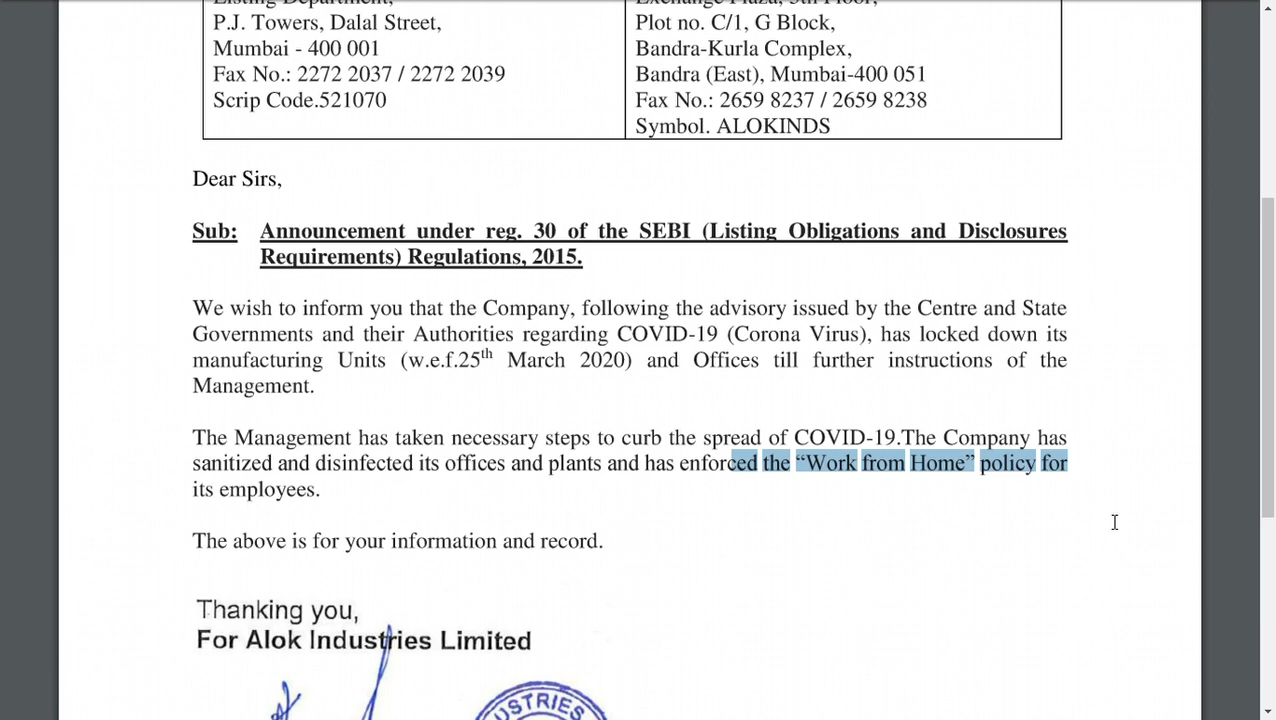 Listing Department,
P.J. Towers, Dalal Street,
Mumbai - 400 001
Fax No.: 2272 2037 / 2272 2039
Scrip Code.521070
Exchange Plaza, 5th Floor,
Plot no. C/1, G Block,
Bandra-Kurla Complex,
Bandra (East), Mumbai-400 051
Fax No.: 2659 8237 / 2659 8238
Symbol. ALOKINDS
Dear Sirs,
Sub: Announcement under reg. 30 of the SEBI (Listing Obligations and Disclosures
Requirements) Regulations, 2015.
We wish to inform you that the Company, following the advisory issued by the Centre and State
Governments and their Authorities regarding COVID-19 (Corona Virus), has locked down its
manufacturing Units (w.e.f.25th March 2020) and Offices till further instructions of the
Management.
The Management has taken necessary steps to curb the spread of COVID-19.The Company has
sanitized and disinfected its offices and plants and has enforced the “Work from Home” policy for
its employees.
The above is for your information and record.
Thanking you,
For Alok Industries Limited
USTRIES